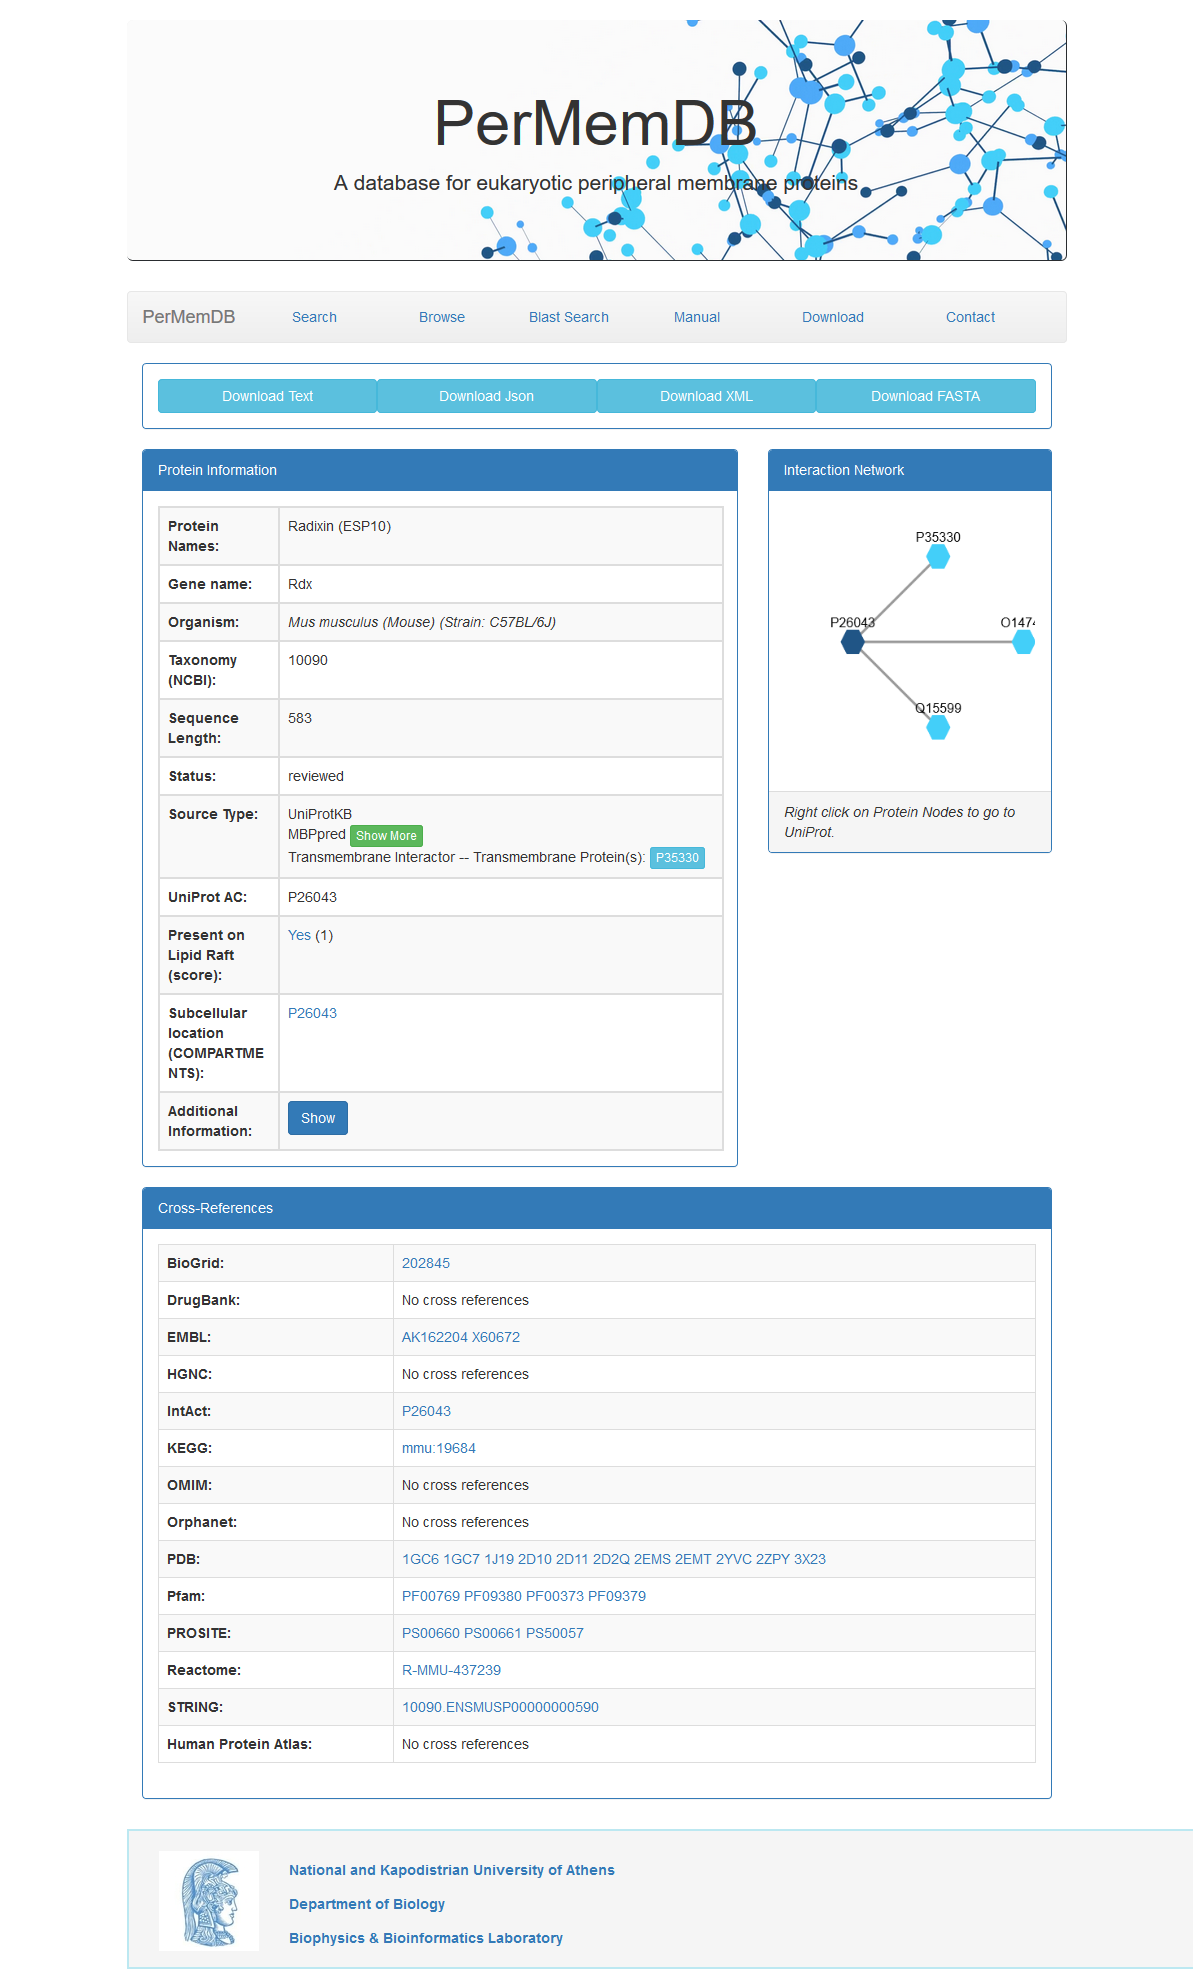 PerMemDB
A database for eukaryotic peripheral membrane proteins
PerMemDB Search Browse Blast Search Manual Download Contact
Download Text Download Json Download XML Download FASTA
Protein Information
Protein Names: Radixin (ESP10)
Gene name: Rdx
Organism: Mus musculus (Mouse) (Strain: C57BL/6J)
Taxonomy (NCBI): 10090
Sequence Length: 583
Status: reviewed
Source Type: UniProtKB
MBPpred Show More
Transmembrane Interactor -- Transmembrane Protein(s): P35330
UniProt AC: P26043
Present on Lipid Raft (score): Yes (1)
Subcellular location (COMPARTMENTS): P26043
Additional Information: Show
Interaction Network
P35330
P26043
Q15599
Right click on Protein Nodes to go to
UniProt.
Cross-References
BioGrid: 202845
DrugBank: No cross references
EMBL: AK162204 X60672
HGNC: No cross references
IntAct: P26043
KEGG: mmu:19684
OMIM: No cross references
Orphanet: No cross references
PDB: 1GC6 1GC7 1J19 2D10 2D11 2D2Q 2EMS 2EMT 2YVC 2ZPY 3X23
Pfam: PF00769 PF09380 PF00373 PF09379
PROSITE: PS00660 PS00661 PS50057
Reactome: R-MMU-437239
STRING: 10090.ENSMUSP00000000590
Human Protein Atlas: No cross references
National and Kapodistrian University of Athens
Department of Biology
Biophysics & Bioinformatics Laboratory